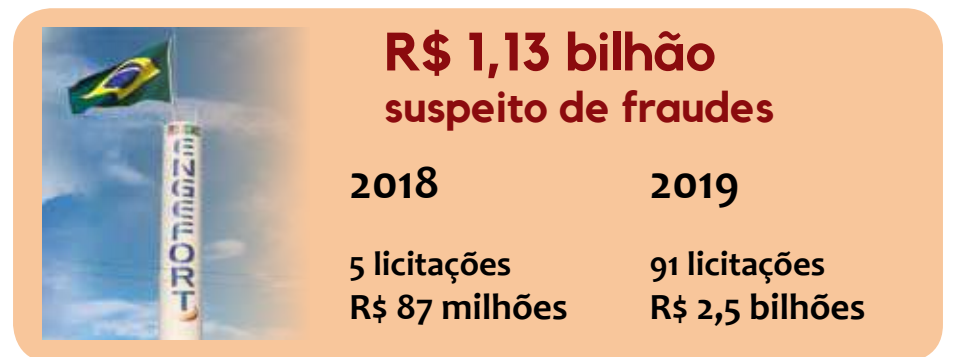 R$ 1,13 bilhão
suspeito de fraudes
2018
2019
5 licitações
R$ 87 milhões
91 licitações
R$ 2,5 bilhões
ENGEFORT